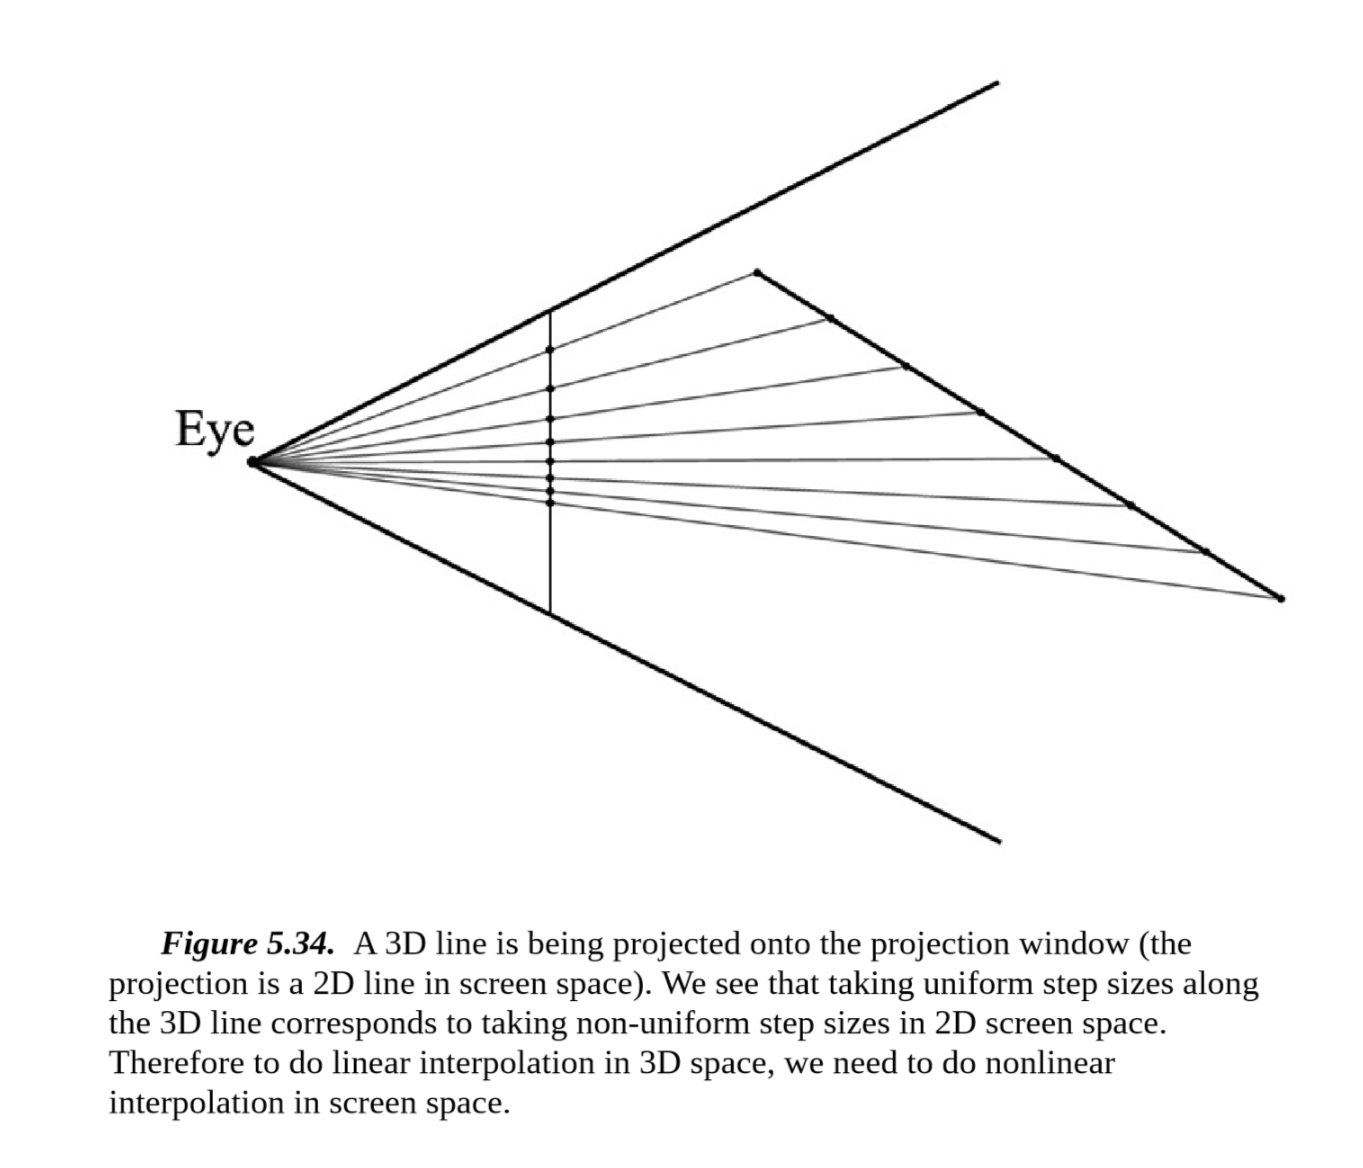 Eye
Figure 5.34. A 3D line is being projected onto the projection window (the
projection is a 2D line in screen space). We see that taking uniform step sizes along
the 3D line corresponds to taking non-uniform step sizes in 2D screen space.
Therefore to do linear interpolation in 3D space, we need to do nonlinear
interpolation in screen space.